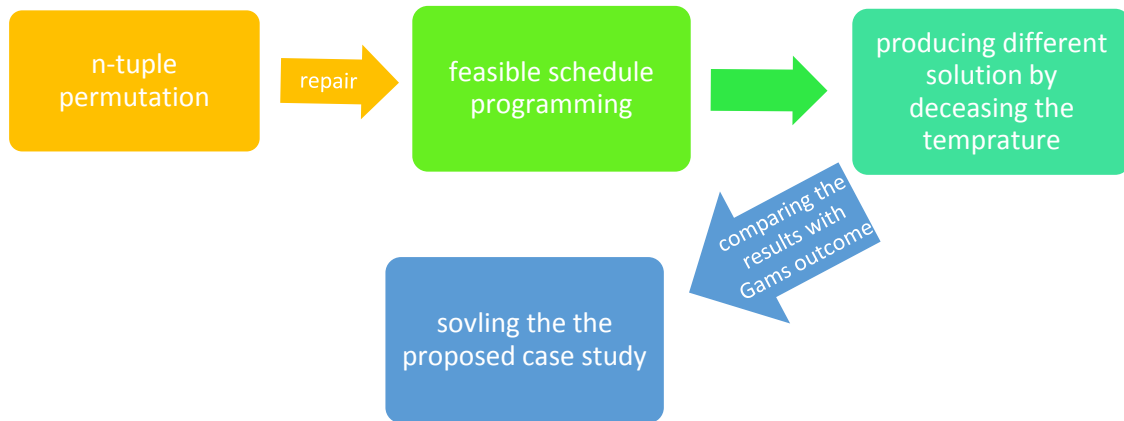 n-tuple
permutation
repair
feasible schedule
programming
producing different
solution by
deceasing the
temprature
comparing the
results with
Gams outcome
sovling the the
proposed case study